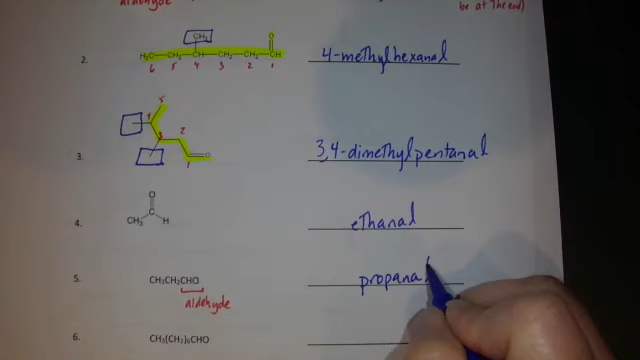 aldehyde
be at the end)
2. CH₃ O
H₃C CH₂ CH CH₂ CH₂ CH 4-methylhexanal
6 5 4 3 2 1
5
4
3 2
3. O 3,4-dimethylpentanal
1
O
4. CH₃ C H ethanal
5. CH₃CH₂CHO propanal
aldehyde
6. CH₃(CH₂)₆CHO